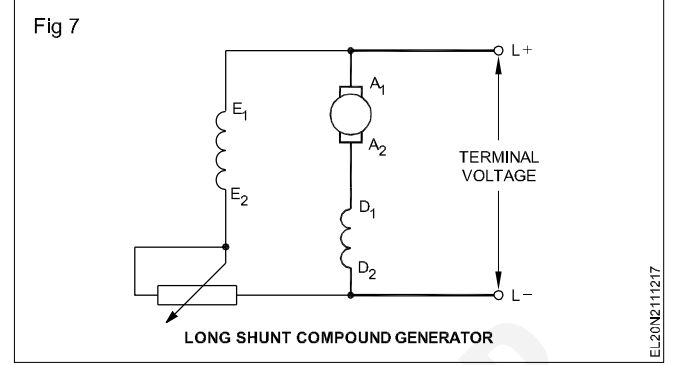 Fig 7
L+
A1
E1
A2
TERMINAL
VOLTAGE
E2
D1
D2
L−
LONG SHUNT COMPOUND GENERATOR
EL20N2111217